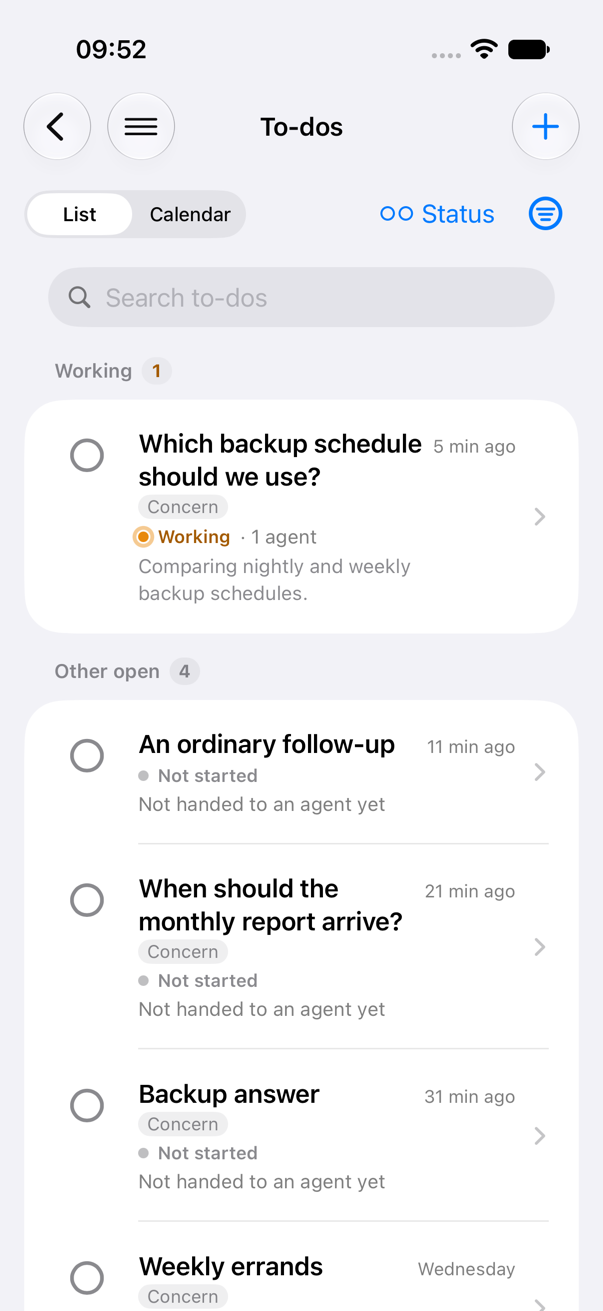 09:52
To-dos
List
Calendar
Status
Search to-dos
Working 1
Which backup schedule 5 min ago
should we use?
Concern
Working · 1 agent
Comparing nightly and weekly
backup schedules.
Other open 4
An ordinary follow-up 11 min ago
Not started
Not handed to an agent yet
When should the 21 min ago
monthly report arrive?
Concern
Not started
Not handed to an agent yet
Backup answer 31 min ago
Concern
Not started
Not handed to an agent yet
Weekly errands Wednesday
Concern